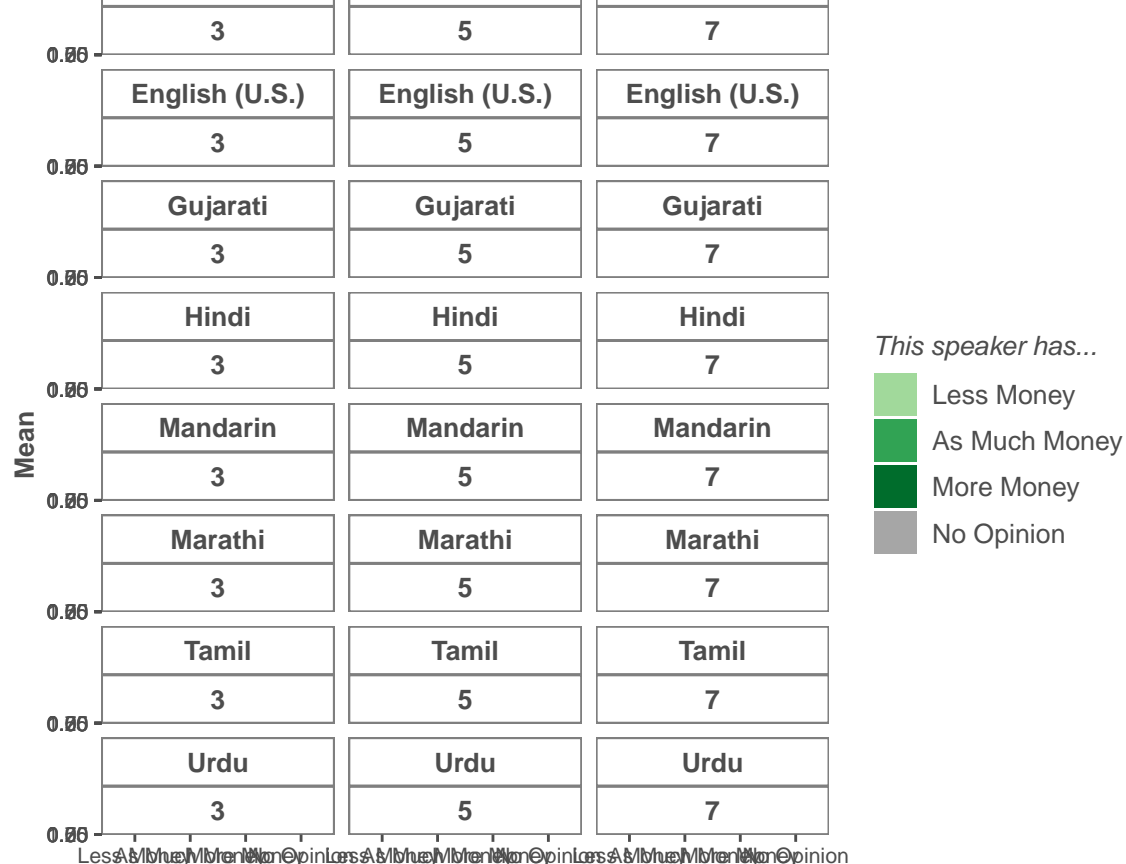 3 5 7
English (U.S.) English (U.S.) English (U.S.)
3 5 7
Gujarati Gujarati Gujarati
3 5 7
Hindi Hindi Hindi
3 5 7
Mandarin Mandarin Mandarin
3 5 7
Marathi Marathi Marathi
3 5 7
Tamil Tamil Tamil
3 5 7
Urdu Urdu Urdu
3 5 7
Mean
This speaker has...
Less Money
As Much Money
More Money
No Opinion